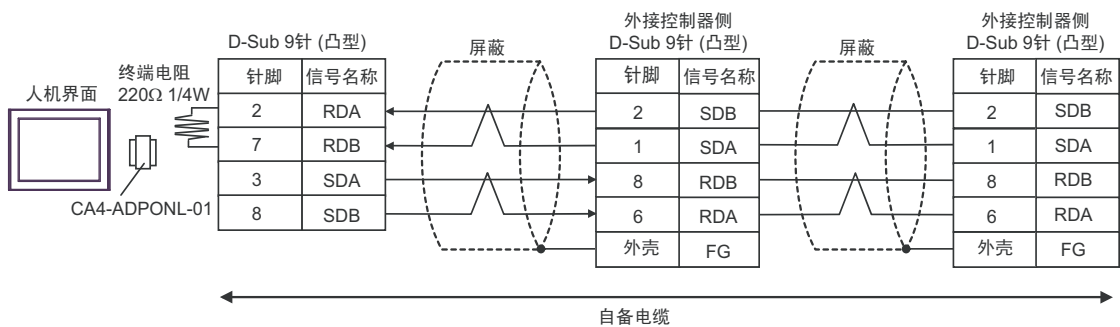 外接控制器侧
外接控制器侧
D-Sub 9针 (凸型)
屏蔽
D-Sub 9针 (凸型)
屏蔽
D-Sub 9针 (凸型)
人机界面
终端电阻
220Ω 1/4W
CA4-ADPONL-01
针脚 信号名称
2 RDA
7 RDB
3 SDA
8 SDB
针脚 信号名称
2 SDB
1 SDA
8 RDB
6 RDA
外壳 FG
针脚 信号名称
2 SDB
1 SDA
8 RDB
6 RDA
外壳 FG
自备电缆